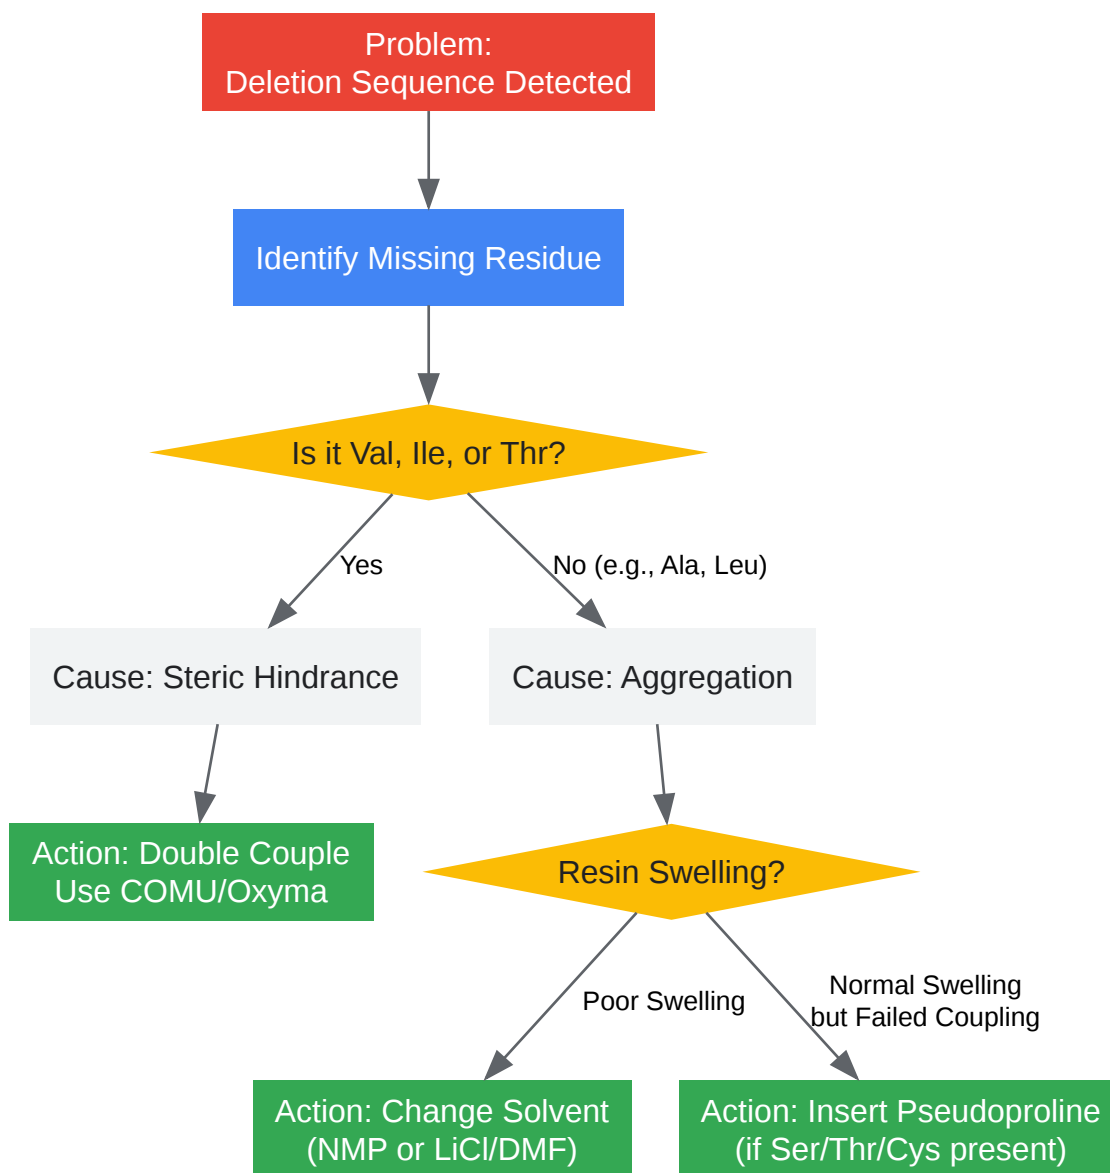 Problem:
Deletion Sequence Detected
Identify Missing Residue
Is it Val, Ile, or Thr?
Yes
No (e.g., Ala, Leu)
Cause: Steric Hindrance
Cause: Aggregation
Action: Double Couple
Use COMU/Oxyma
Resin Swelling?
Poor Swelling
Normal Swelling
but Failed Coupling
Action: Change Solvent
(NMP or LiCl/DMF)
Action: Insert Pseudoproline
(if Ser/Thr/Cys present)